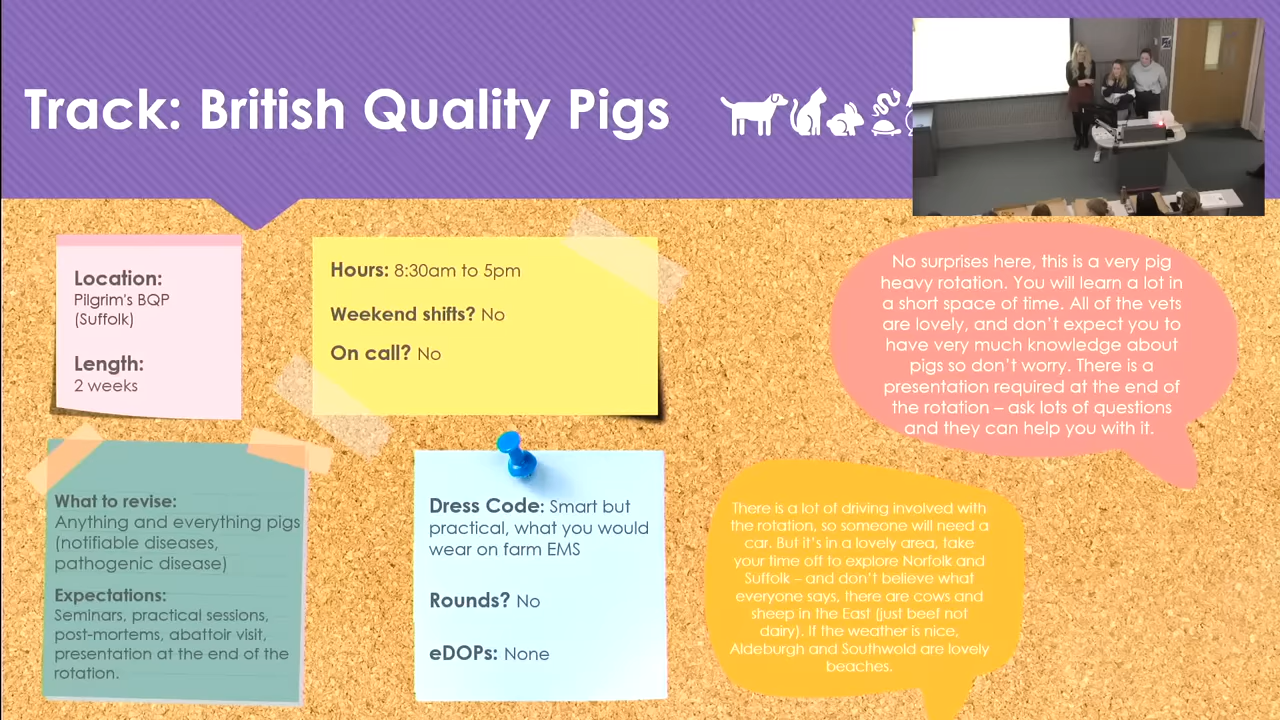 Track: British Quality Pigs
Location:
Pilgrim's BQP
(Suffolk)
Length:
2 weeks
Hours: 8:30am to 5pm
Weekend shifts? No
On call? No
No surprises here, this is a very pig
heavy rotation. You will learn a lot in
a short space of time. All of the vets
are lovely, and don't expect you to
have very much knowledge about
pigs so don't worry. There is a
presentation required at the end of
the rotation – ask lots of questions
and they can help you with it.
What to revise:
Anything and everything pigs
(notifiable diseases,
pathogenic disease)
Expectations:
Seminars, practical sessions,
post-mortems, abattoir visit,
presentation at the end of the
rotation.
Dress Code: Smart but
practical, what you would
wear on farm EMS
Rounds? No
eDOPs: None
There is a lot of driving involved with
the rotation, so someone will need a
car. But it's in a lovely area, take
your time off to explore Norfolk and
Suffolk – and don't believe what
everyone says, there are cows and
sheep in the East (just beef not
dairy). If the weather is nice,
Aldeburgh and Southwold are lovely
beaches.